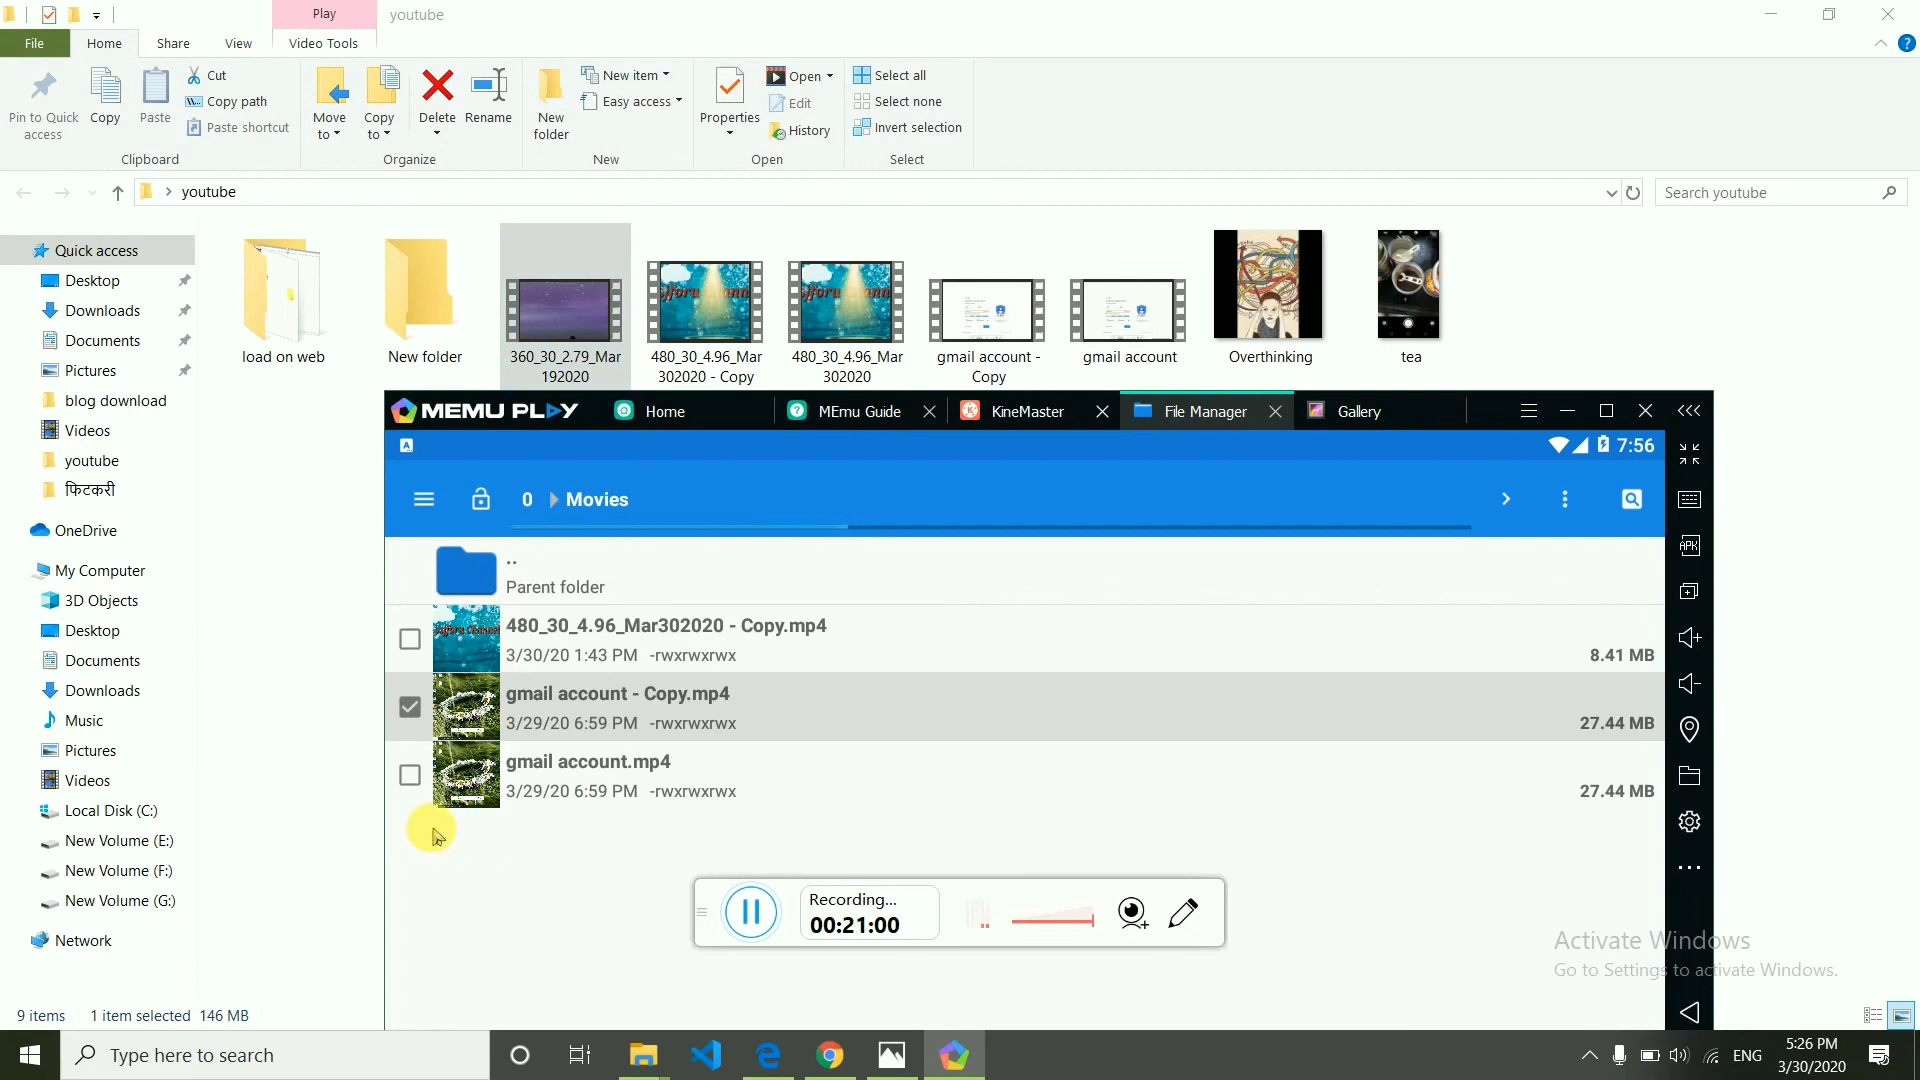 Play
youtube
File
Home
Share
View
Video Tools
Pin to Quick access
Copy
Paste
Cut
Copy path
Paste shortcut
Clipboard
Move to
Copy to
Delete
Rename
Organize
New folder
New item
Easy access
New
Properties
Open
Edit
History
Open
Select all
Select none
Invert selection
Select
youtube
Search youtube
Quick access
Desktop
Downloads
Documents
Pictures
blog download
Videos
youtube
फिटकरी
OneDrive
My Computer
3D Objects
Desktop
Documents
Downloads
Music
Pictures
Videos
Local Disk (C:)
New Volume (E:)
New Volume (F:)
New Volume (G:)
Network
load on web
New folder
360_30_2.79_Mar
192020
480_30_4.96_Mar
302020 - Copy
480_30_4.96_Mar
302020
gmail account -
Copy
gmail account
Overthinking
tea
MEMU PLAY
Home
MEmu Guide
KineMaster
File Manager
Gallery
A
7:56
0
Movies
..
Parent folder
480_30_4.96_Mar302020 - Copy.mp4
3/30/20 1:43 PM -rwxrwxrwx
8.41 MB
gmail account - Copy.mp4
3/29/20 6:59 PM -rwxrwxrwx
27.44 MB
gmail account.mp4
3/29/20 6:59 PM -rwxrwxrwx
27.44 MB
APK
Recording...
00:21:00
Activate Windows
Go to Settings to activate Windows.
9 items
1 item selected 146 MB
Type here to search
ENG
5:26 PM
3/30/2020